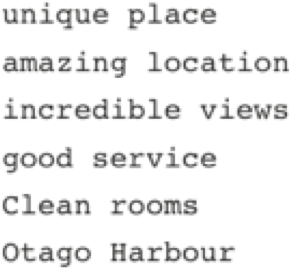 unique place
amazing location
incredible views
good service
Clean rooms
Otago Harbour